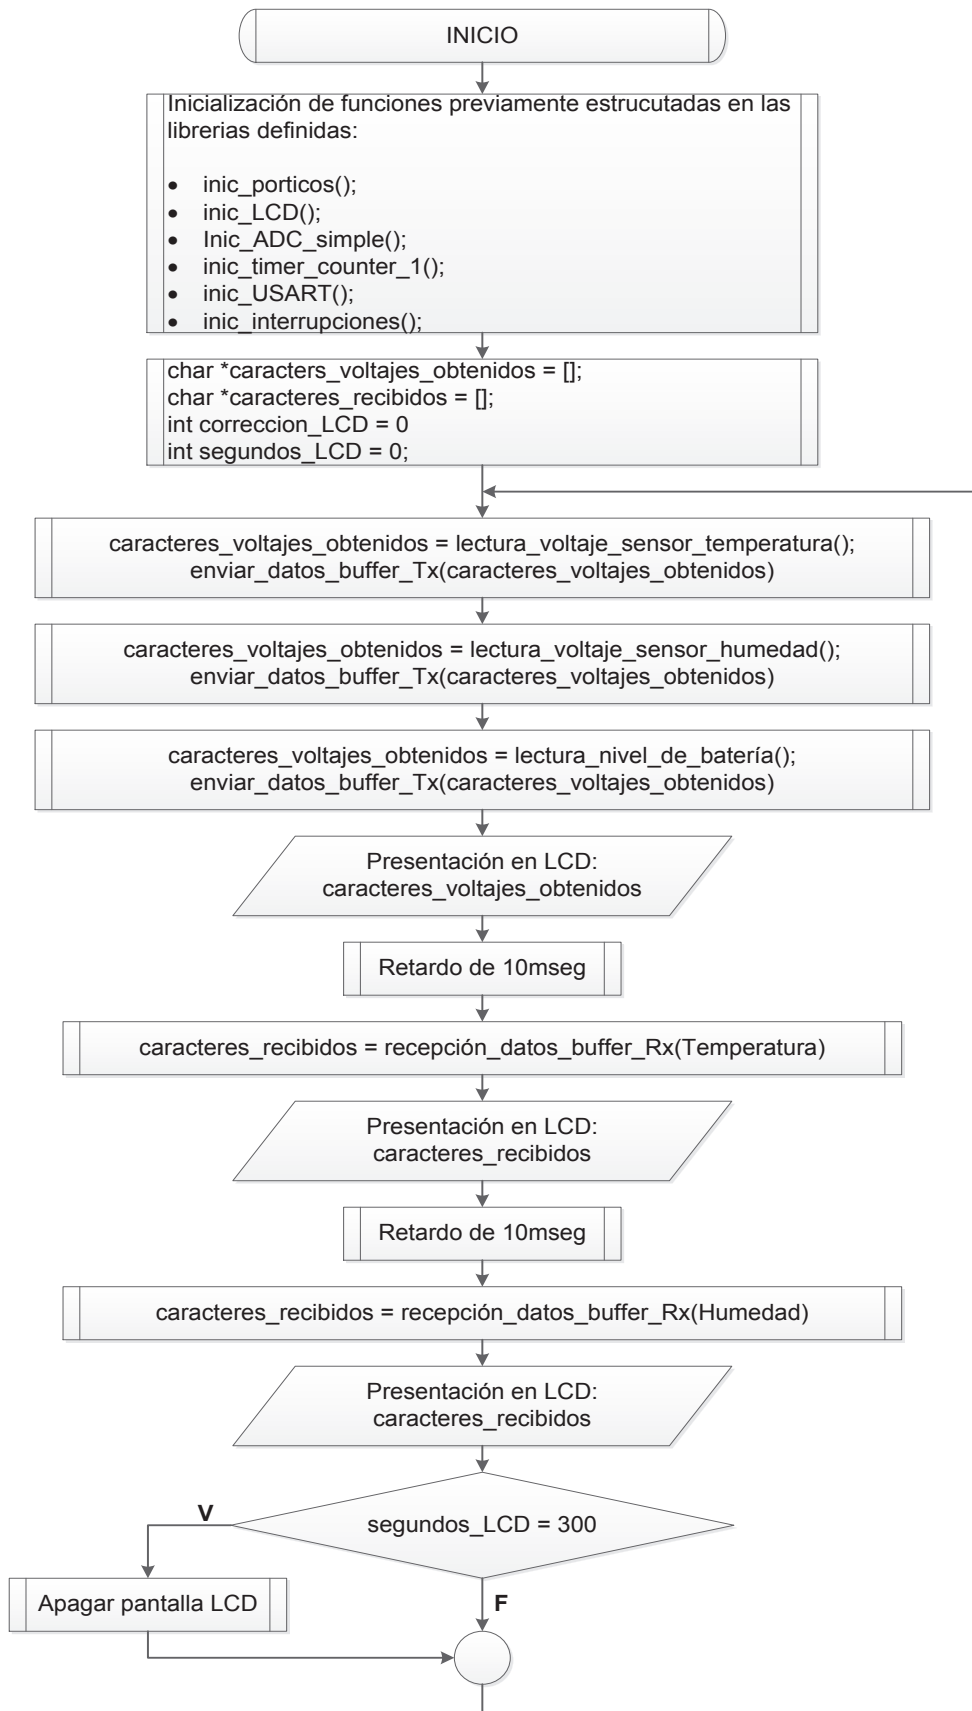 INICIO
Inicialización de funciones previamente estrucutadas en las
librerias definidas:
• inic_porticos();
• inic_LCD();
• Inic_ADC_simple();
• inic_timer_counter_1();
• inic_USART();
• inic_interrupciones();
char *caracters_voltajes_obtenidos = [];
char *caracteres_recibidos = [];
int correccion_LCD = 0
int segundos_LCD = 0;
caracteres_voltajes_obtenidos = lectura_voltaje_sensor_temperatura();
enviar_datos_buffer_Tx(caracteres_voltajes_obtenidos)
caracteres_voltajes_obtenidos = lectura_voltaje_sensor_humedad();
enviar_datos_buffer_Tx(caracteres_voltajes_obtenidos)
caracteres_voltajes_obtenidos = lectura_nivel_de_batería();
enviar_datos_buffer_Tx(caracteres_voltajes_obtenidos)
Presentación en LCD:
caracteres_voltajes_obtenidos
Retardo de 10mseg
caracteres_recibidos = recepción_datos_buffer_Rx(Temperatura)
Presentación en LCD:
caracteres_recibidos
Retardo de 10mseg
caracteres_recibidos = recepción_datos_buffer_Rx(Humedad)
Presentación en LCD:
caracteres_recibidos
V
segundos_LCD = 300
Apagar pantalla LCD
F